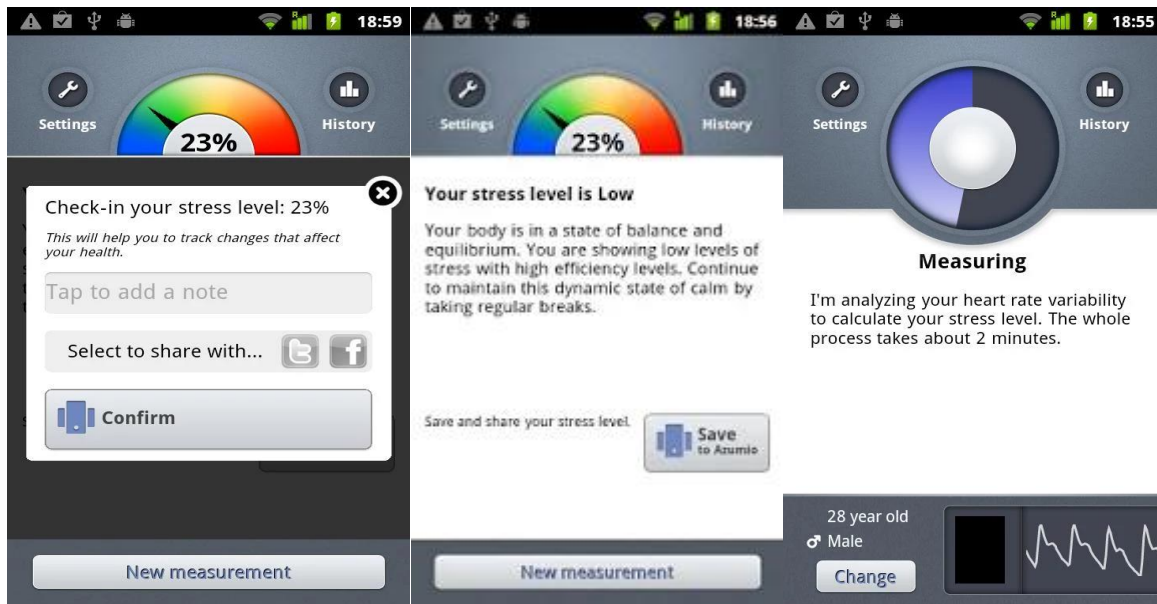 18:59
Settings
History
23%
Check-in your stress level: 23%
This will help you to track changes that affect
your health.
Tap to add a note
Select to share with...
Confirm
New measurement
18:56
Settings
History
23%
Your stress level is Low
Your body is in a state of balance and
equilibrium. You are showing low levels of
stress with high efficiency levels. Continue
to maintain this dynamic state of calm by
taking regular breaks.
Save and share your stress level.
Save
to Azumio
New measurement
R
18:55
Settings
History
Measuring
I'm analyzing your heart rate variability
to calculate your stress level. The whole
process takes about 2 minutes.
28 year old
Male
Change